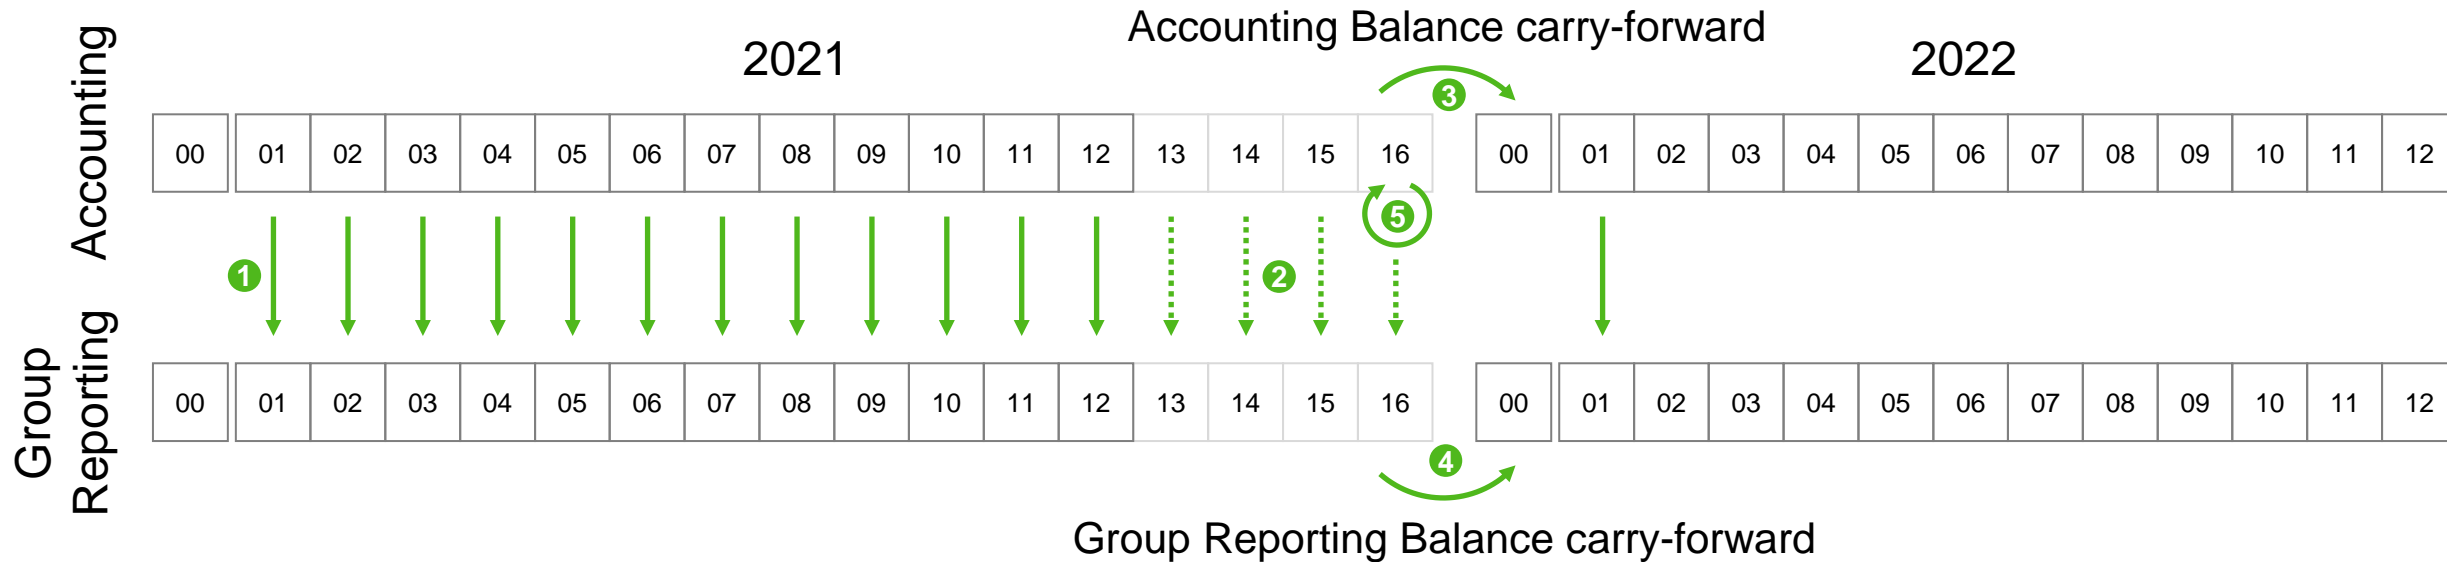 Accounting Balance carry-forward
2021
2022
Accounting
3
00 01 02 03 04 05 06 07 08 09 10 11 12 13 14 15 16 00 01 02 03 04 05 06 07 08 09 10 11 12
5
1
2
Group
Reporting
00 01 02 03 04 05 06 07 08 09 10 11 12 13 14 15 16 00 01 02 03 04 05 06 07 08 09 10 11 12
4
Group Reporting Balance carry-forward